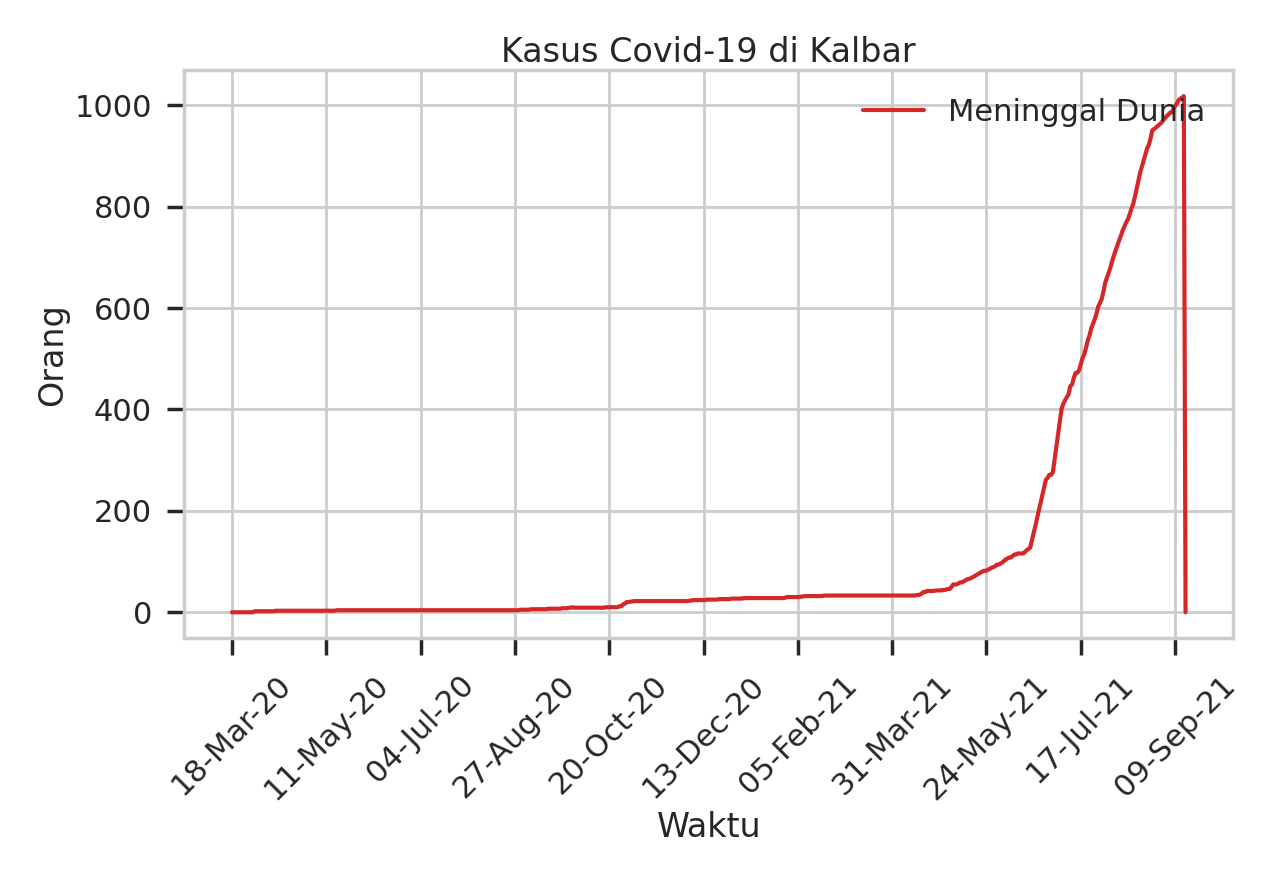 Kasus Covid-19 di Kalbar
Meninggal Dunia
1000
800
600
400
200
0
Orang
18-Mar-20
11-May-20
04-Jul-20
27-Aug-20
20-Oct-20
13-Dec-20
05-Feb-21
31-Mar-21
24-May-21
17-Jul-21
09-Sep-21
Waktu